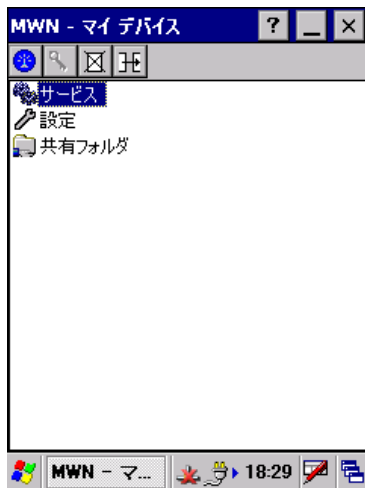 MWN - マイ デバイス ? _ ×
サービス
設定
共有フォルダ
MWN - マ... 18:29